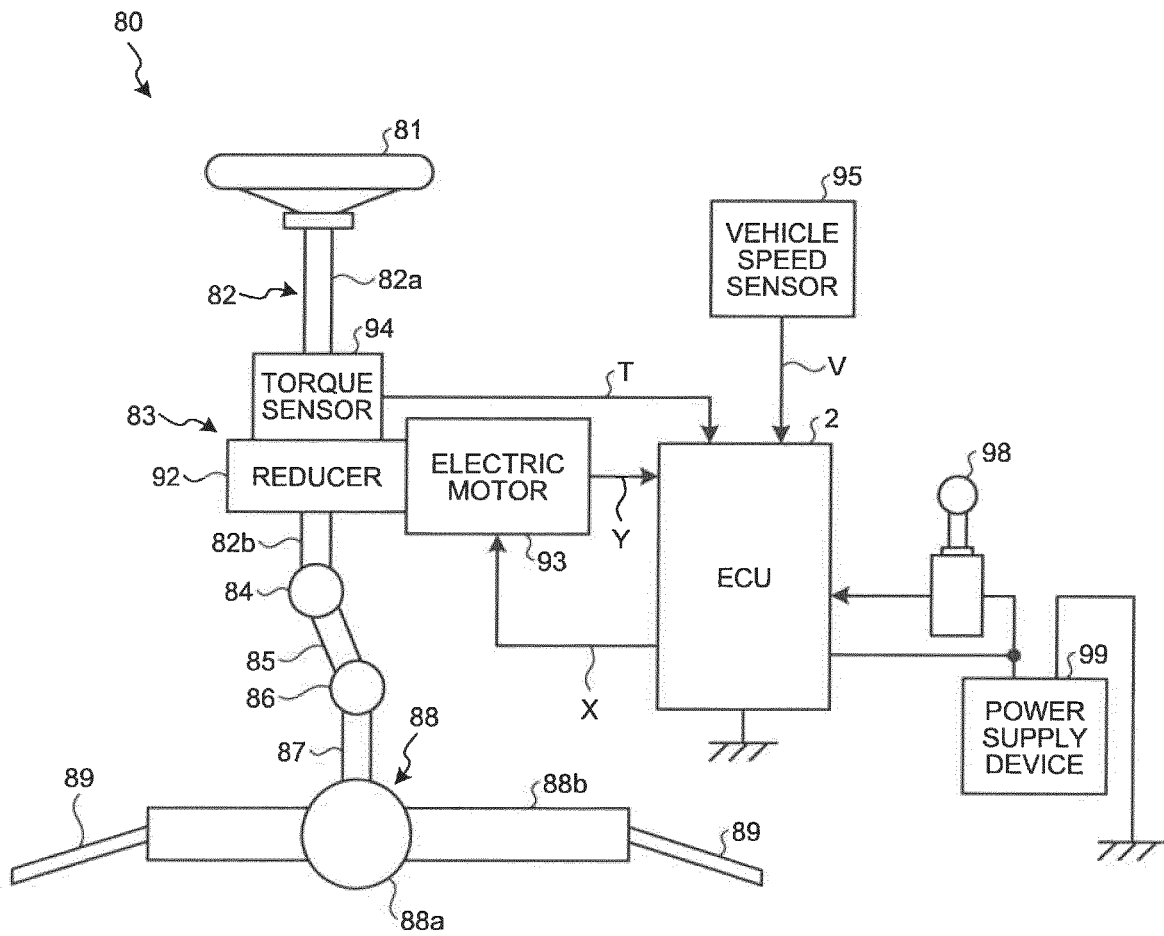 80
81
95
VEHICLE
SPEED
SENSOR
82
82a
94
TORQUE
SENSOR
T
V
83
2
92
REDUCER
ELECTRIC
MOTOR
Y
98
82b
93
84
ECU
85
86
X
99
POWER
SUPPLY
DEVICE
87
88
89
88b
89
88a